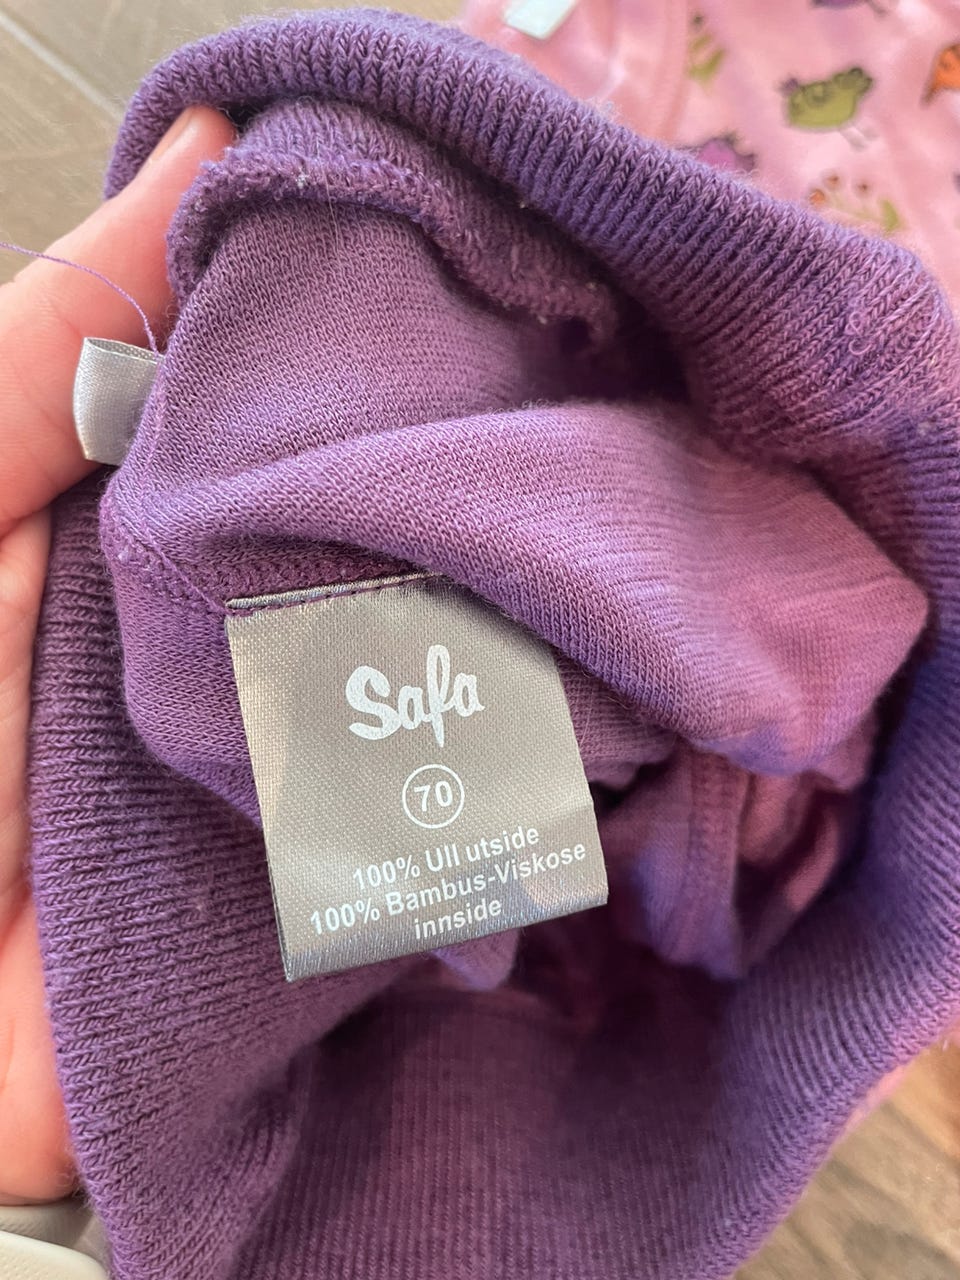 Safa
70
100% Ull utside
100% Bambus-Viskose
innside